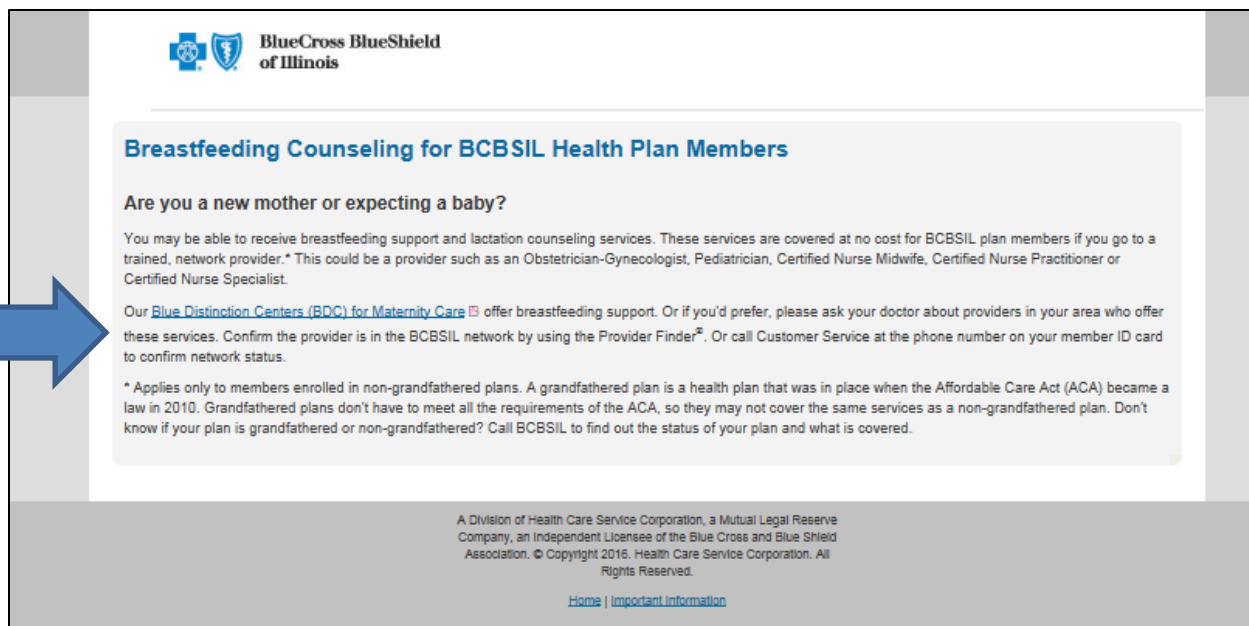 BlueCross BlueShield
of Illinois
Breastfeeding Counseling for BCBSIL Health Plan Members
Are you a new mother or expecting a baby?
You may be able to receive breastfeeding support and lactation counseling services. These services are covered at no cost for BCBSIL plan members if you go to a
trained, network provider.* This could be a provider such as an Obstetrician-Gynecologist, Pediatrician, Certified Nurse Midwife, Certified Nurse Practitioner or
Certified Nurse Specialist.
Our Blue Distinction Centers (BDC) for Maternity Care offer breastfeeding support. Or if you'd prefer, please ask your doctor about providers in your area who offer
these services. Confirm the provider is in the BCBSIL network by using the Provider Finder®. Or call Customer Service at the phone number on your member ID card
to confirm network status.
* Applies only to members enrolled in non-grandfathered plans. A grandfathered plan is a health plan that was in place when the Affordable Care Act (ACA) became a
law in 2010. Grandfathered plans don't have to meet all the requirements of the ACA, so they may not cover the same services as a non-grandfathered plan. Don't
know if your plan is grandfathered or non-grandfathered? Call BCBSIL to find out the status of your plan and what is covered.
A Division of Health Care Service Corporation, a Mutual Legal Reserve
Company, an Independent Licensee of the Blue Cross and Blue Shield
Association. © Copyright 2016. Health Care Service Corporation. All
Rights Reserved.
Home | Important Information